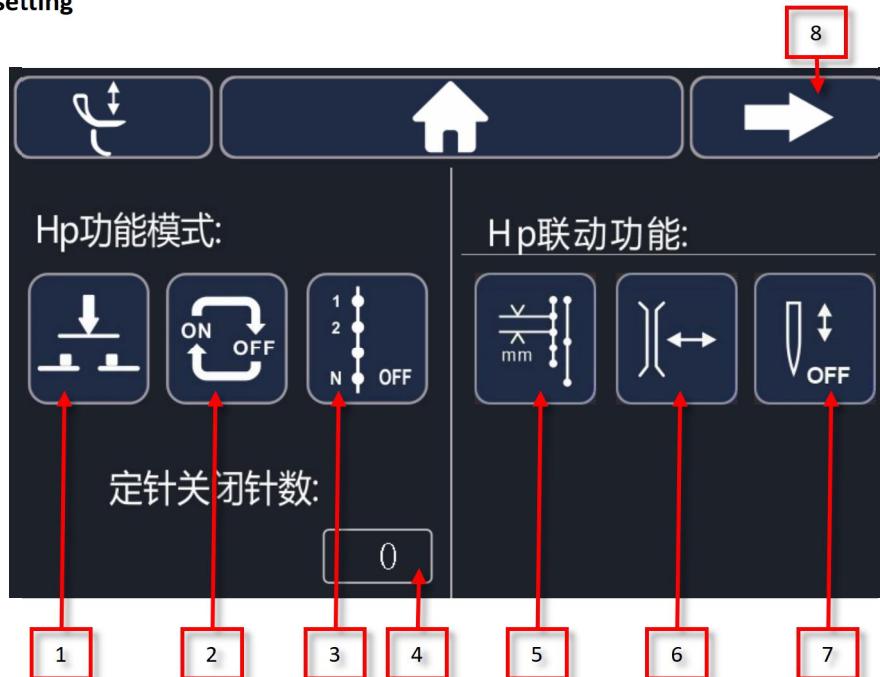 setting
8
Hp功能模式:
Hp联动功能:
ON
OFF
1
2
N OFF
mm
OFF
定针关闭针数:
0
1 2 3 4 5 6 7